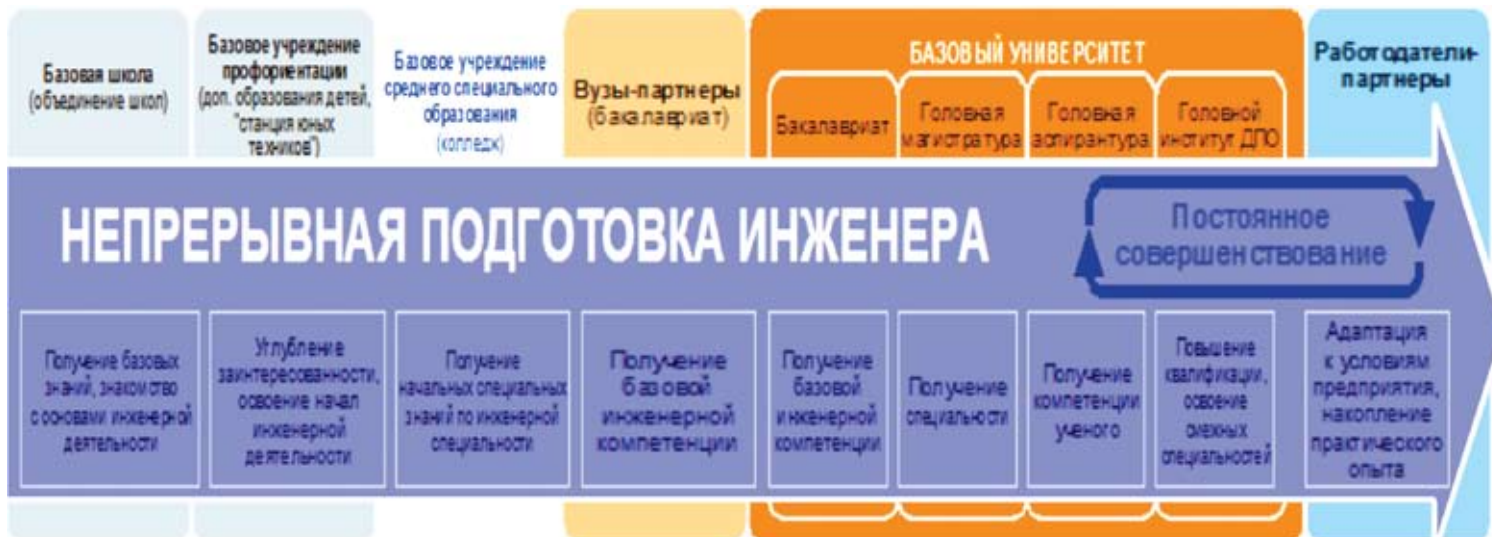 Базовая школа
(объединение школ)
Базовое учреждение
профориентации
(доп. образования детей,
"станция юных
техников")
Базовое учреждение
среднего специального
образования
(колледж)
Вузы-партнеры
(бакалавриат)
БАЗОВЫЙ УНИВЕРСИТЕТ
Бакалавриат
Головная
магистратура
Головная
аспирантура
Головной
институт ДПО
Работодатели-
партнеры
НЕПРЕРЫВНАЯ ПОДГОТОВКА ИНЖЕНЕРА
Постоянное
совершенствование
Получение базовых
знаний, знакомство
с основами инженерной
деятельности
Углубление
заинтересованности,
освоение начал
инженерной
деятельности
Получение
начальных специальных
знаний по инженерной
специальности
Получение
базовой
инженерной
компетенции
Получение
базовой
инженерной
компетенции
Получение
специальности
Получение
компетенции
ученого
Повышение
квалификации,
освоение
смежных
специальностей
Адаптация
к условиям
предприятия,
накопление
практического
опыта